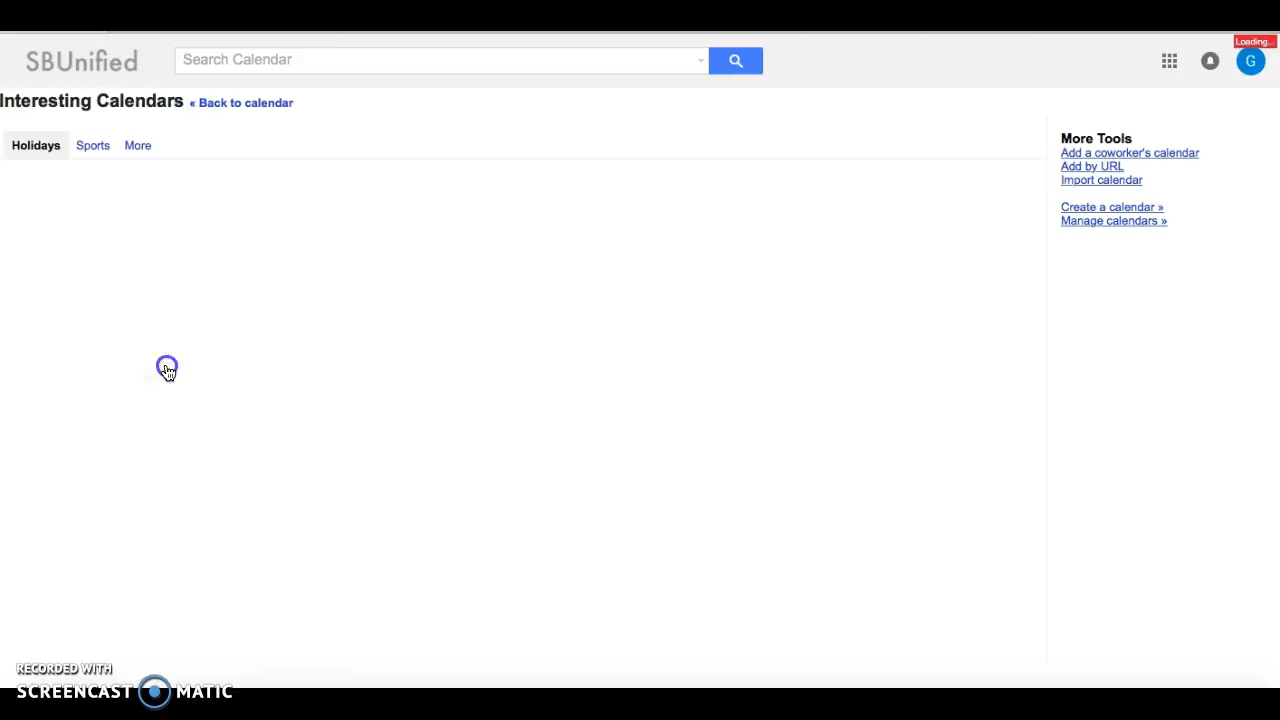 Loading...
SBUnified
Search Calendar
G
Interesting Calendars « Back to calendar
Holidays Sports More
More Tools
Add a coworker's calendar
Add by URL
Import calendar
Create a calendar »
Manage calendars »
RECORDED WITH
SCREENCAST MATIC